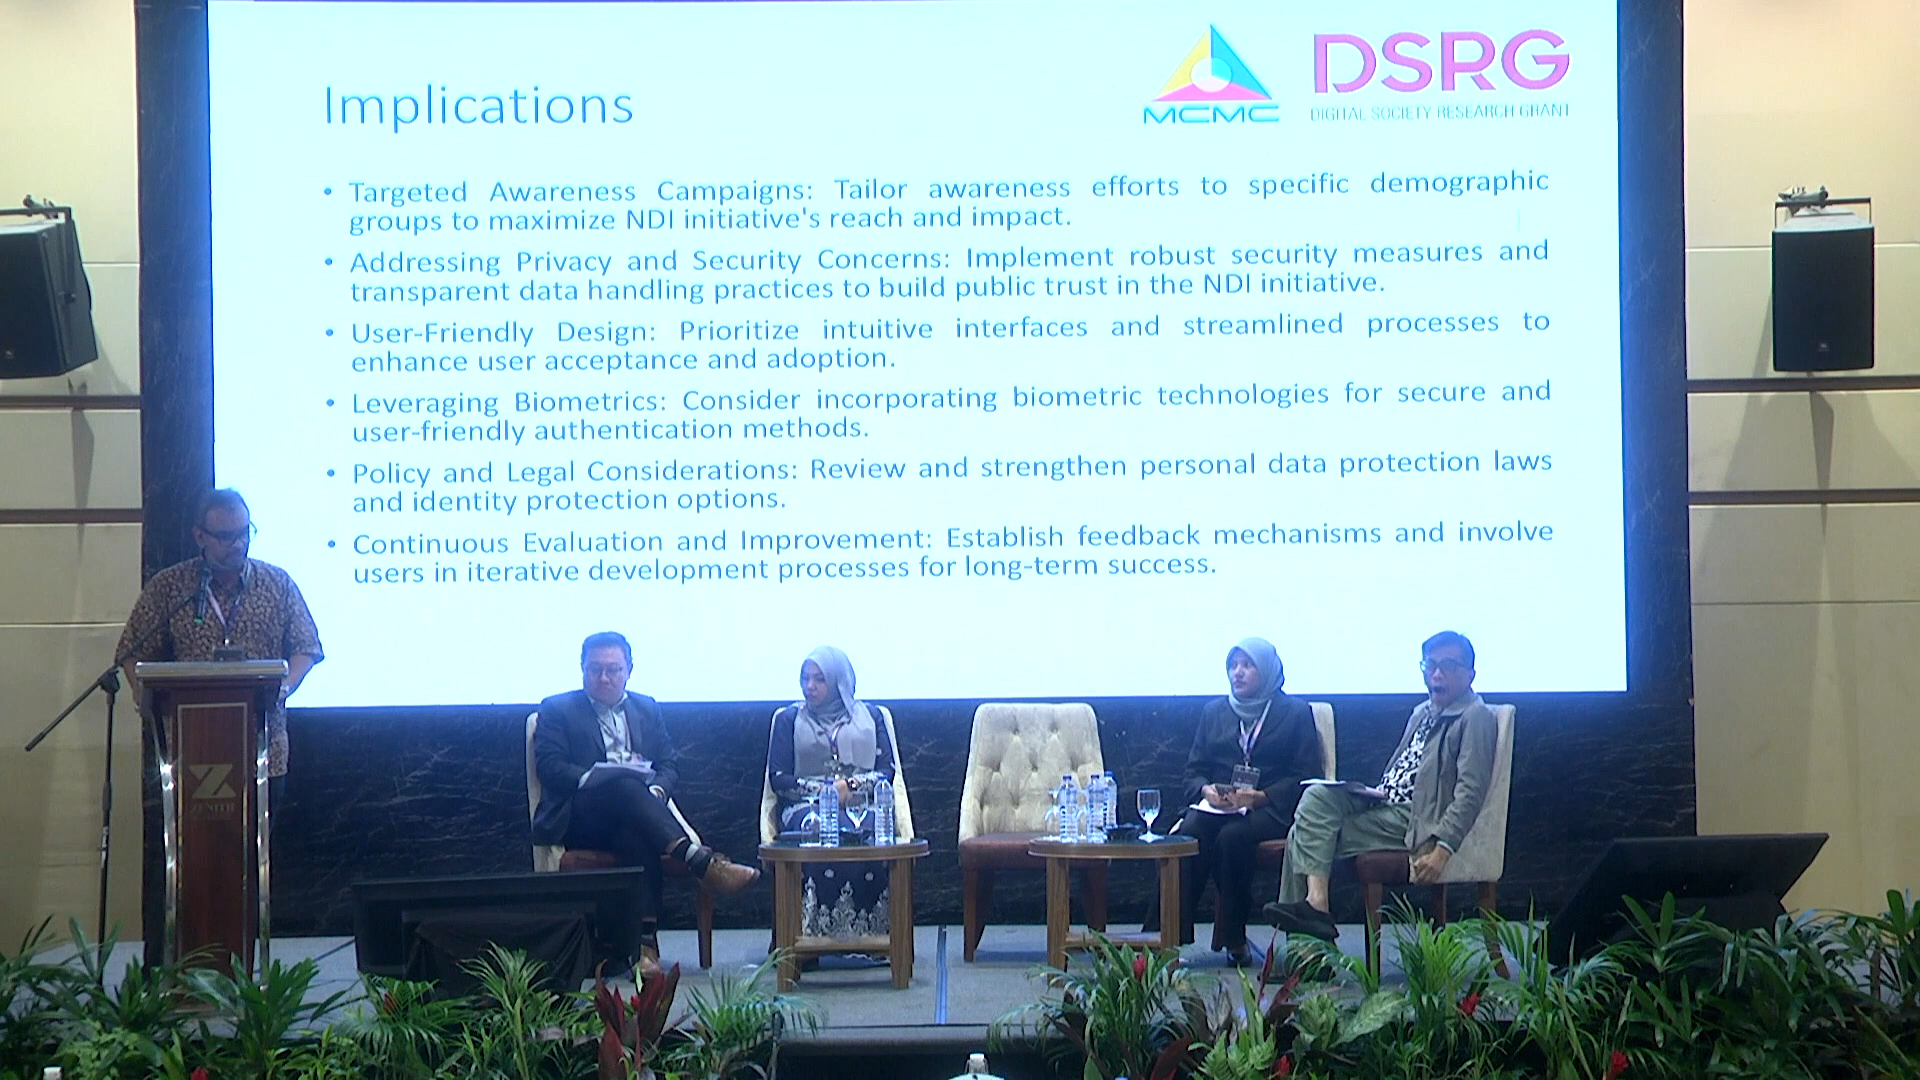 Implications
MCMC
DSRG
DIGITAL SOCIETY RESEARCH GRANT
• Targeted Awareness Campaigns: Tailor awareness efforts to specific demographic
groups to maximize NDI initiative's reach and impact.
• Addressing Privacy and Security Concerns: Implement robust security measures and
transparent data handling practices to build public trust in the NDI initiative.
• User-Friendly Design: Prioritize intuitive interfaces and streamlined processes to
enhance user acceptance and adoption.
• Leveraging Biometrics: Consider incorporating biometric technologies for secure and
user-friendly authentication methods.
• Policy and Legal Considerations: Review and strengthen personal data protection laws
and identity protection options.
• Continuous Evaluation and Improvement: Establish feedback mechanisms and involve
users in iterative development processes for long-term success.
ZENITH